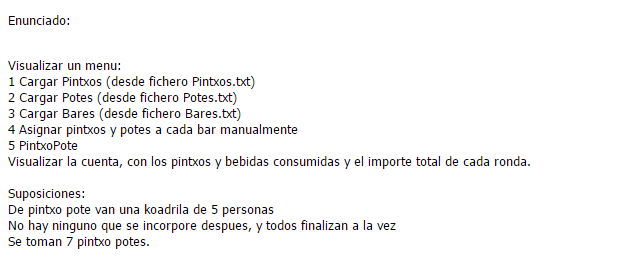 Enunciado:
Visualizar un menu:
1 Cargar Pintxos (desde fichero Pintxos.txt)
2 Cargar Potes (desde fichero Potes.txt)
3 Cargar Bares (desde fichero Bares.txt)
4 Asignar pintxos y potes a cada bar manualmente
5 PintxoPote
Visualizar la cuenta, con los pintxos y bebidas consumidas y el importe total de cada ronda.
Suposiciones:
De pintxo pote van una koadrila de 5 personas
No hay ninguno que se incorpore despues, y todos finalizan a la vez
Se toman 7 pintxo potes.